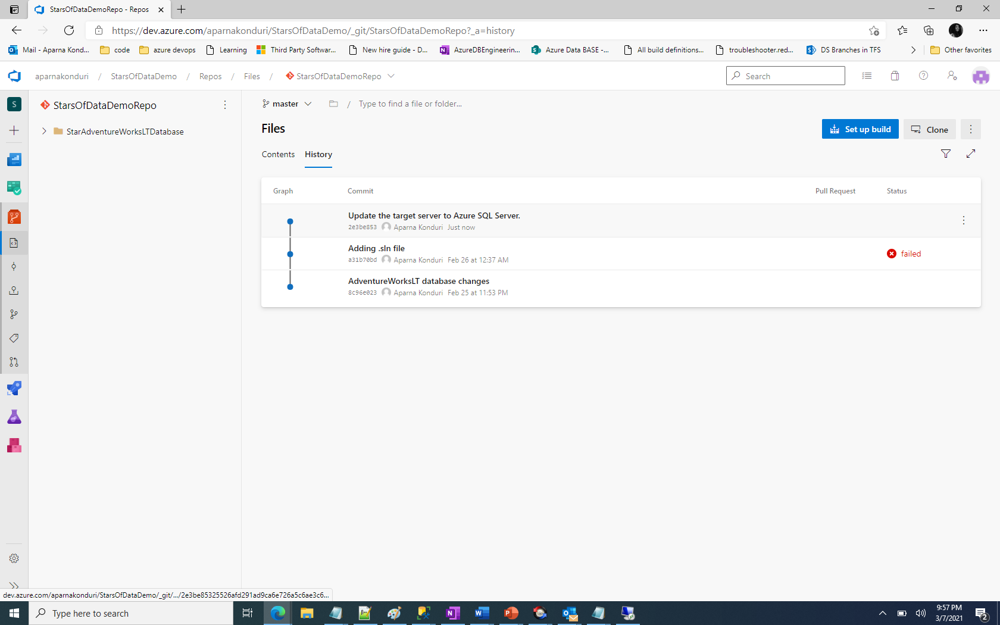 StarsOfDataDemoRepo - Repos
https://dev.azure.com/aparnakonduri/StarsOfDataDemo/_git/StarsOfDataDemoRepo?_a=history
Mail - Aparna Kond... code azure devops Learning Third Party Softwar... New hire guide - D... AzureDBEngineerin... Azure Data BASE -... All build definitions... troubleshooter.red... DS Branches in TFS Other favorites
aparnakonduri / StarsOfDataDemo / Repos / Files / StarsOfDataDemoRepo
Search
S
StarsOfDataDemoRepo
StarAdventureWorksLTDatabase
master / Type to find a file or folder...
Files
Set up build
Clone
Contents History
Graph Commit Pull Request Status
Update the target server to Azure SQL Server.
2e3be853 Aparna Konduri Just now
Adding .sln file
a31b70bd Aparna Konduri Feb 26 at 12:37 AM
failed
AdventureWorksLT database changes
8c96e023 Aparna Konduri Feb 25 at 11:53 PM
dev.azure.com/aparnakonduri/StarsOfDataDemo/_git/.../2e3be85325526afd291ad9ca6e726a5c6ae3c6...
Type here to search
9:57 PM
3/7/2021
2